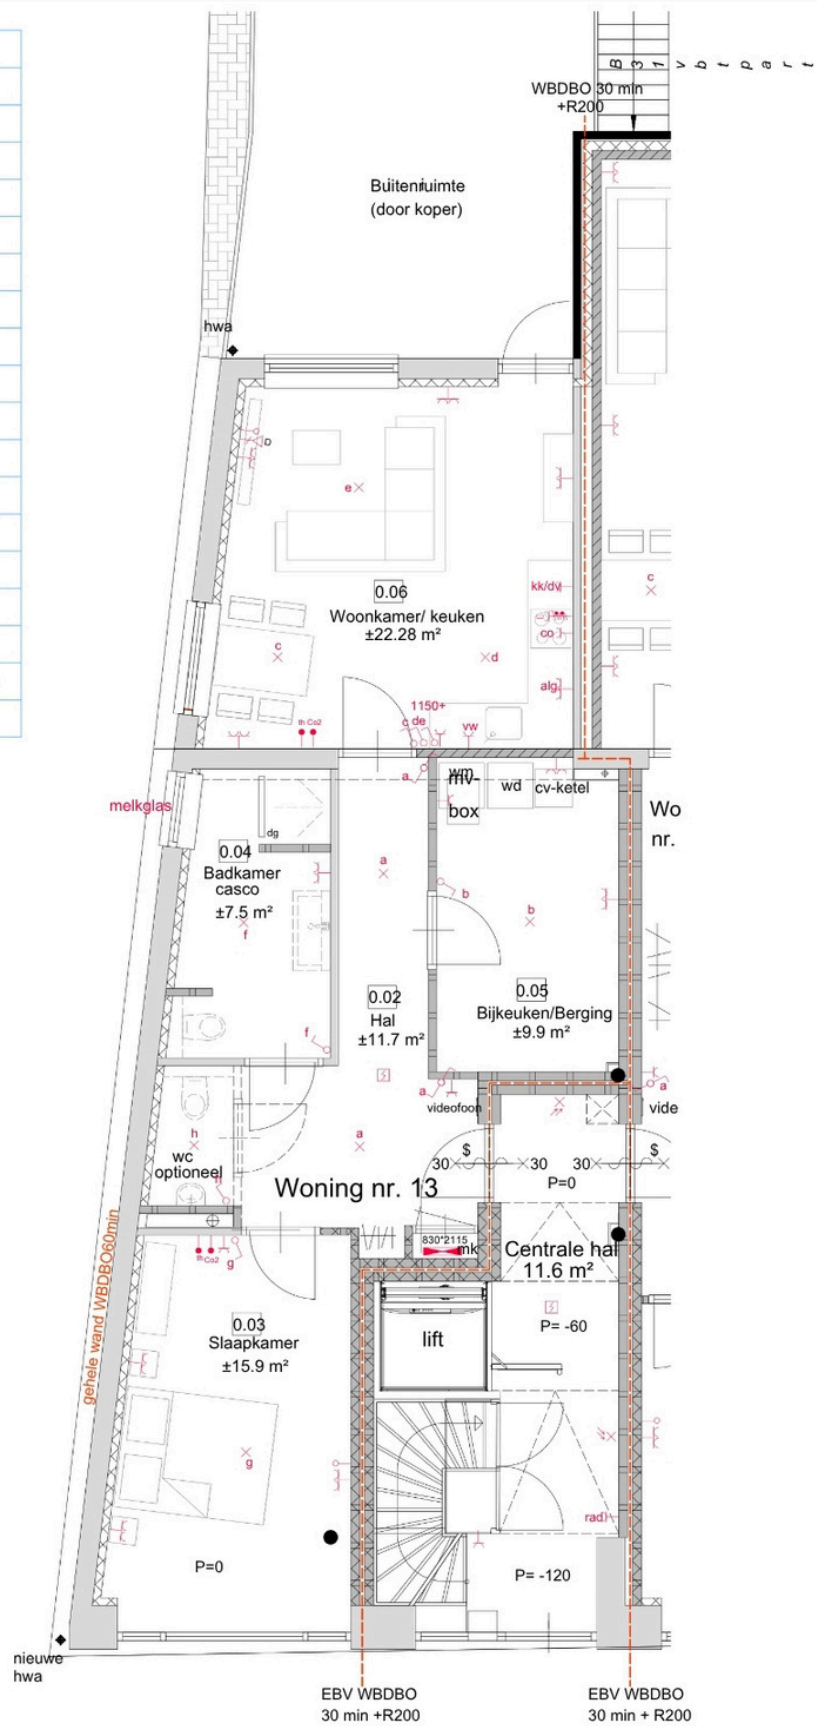 B 31 v b t p a r t
WBDBO 30 min
+R200
Buitenruimte
(door koper)
hwa
e
0.06
Woonkamer/ keuken
±22.28 m²
kk/dv
co
alg.
c
d
c
1150+
c de
th Co2
vw
a
melkglas
wm
mv-
box
wd
cv-ketel
Wo
nr.
dg
0.04
Badkamer
casco
±7.5 m²
f
a
b
b
0.02
Hal
±11.7 m²
0.05
Bijkeuken/Berging
±9.9 m²
f
a
videofoon
a
vide
h
wc
optioneel
a
$
30
30
30
$
P=0
Woning nr. 13
gehele wand WBDBO60min
830*2115
mk
Centrale hal
11.6 m²
th Co2
g
P= -60
lift
0.03
Slaapkamer
±15.9 m²
g
rad
P=0
P= -120
nieuwe
hwa
EBV WBDBO
30 min +R200
EBV WBDBO
30 min + R200